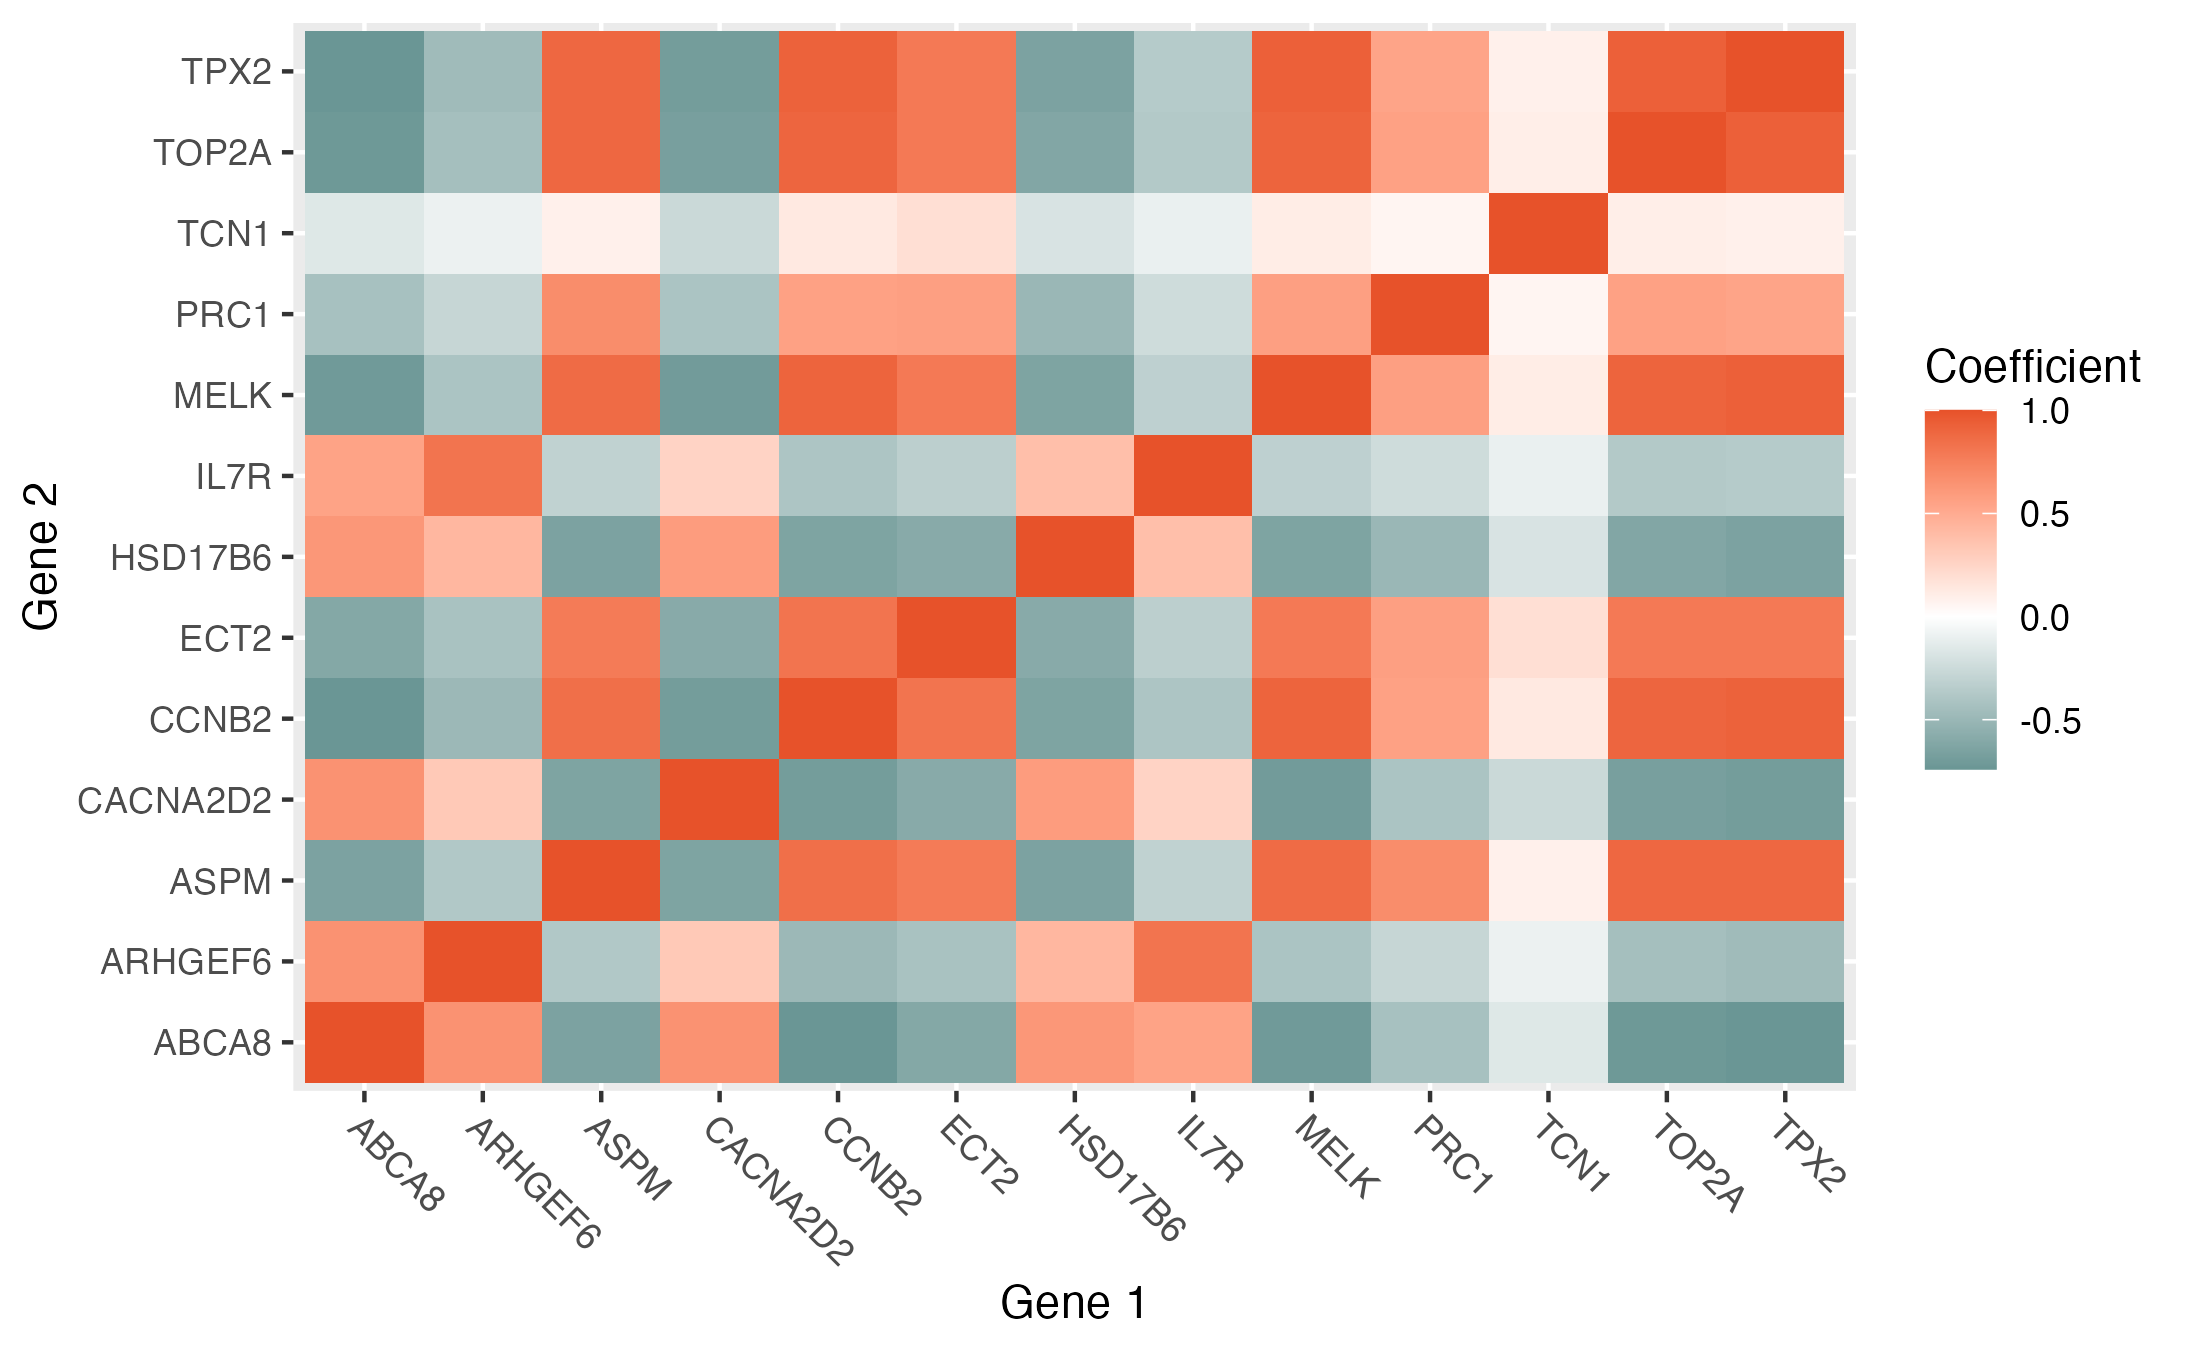 TPX2
TOP2A
TCN1
PRC1
MELK
IL7R
HSD17B6
ECT2
CCNB2
CACNA2D2
ASPM
ARHGEF6
ABCA8
Gene 2
ABCA8
ARHGEF6
ASPM
CACNA2D2
CCNB2
ECT2
HSD17B6
IL7R
MELK
PRC1
TCN1
TOP2A
TPX2
Gene 1
Coefficient
1.0
0.5
0.0
-0.5